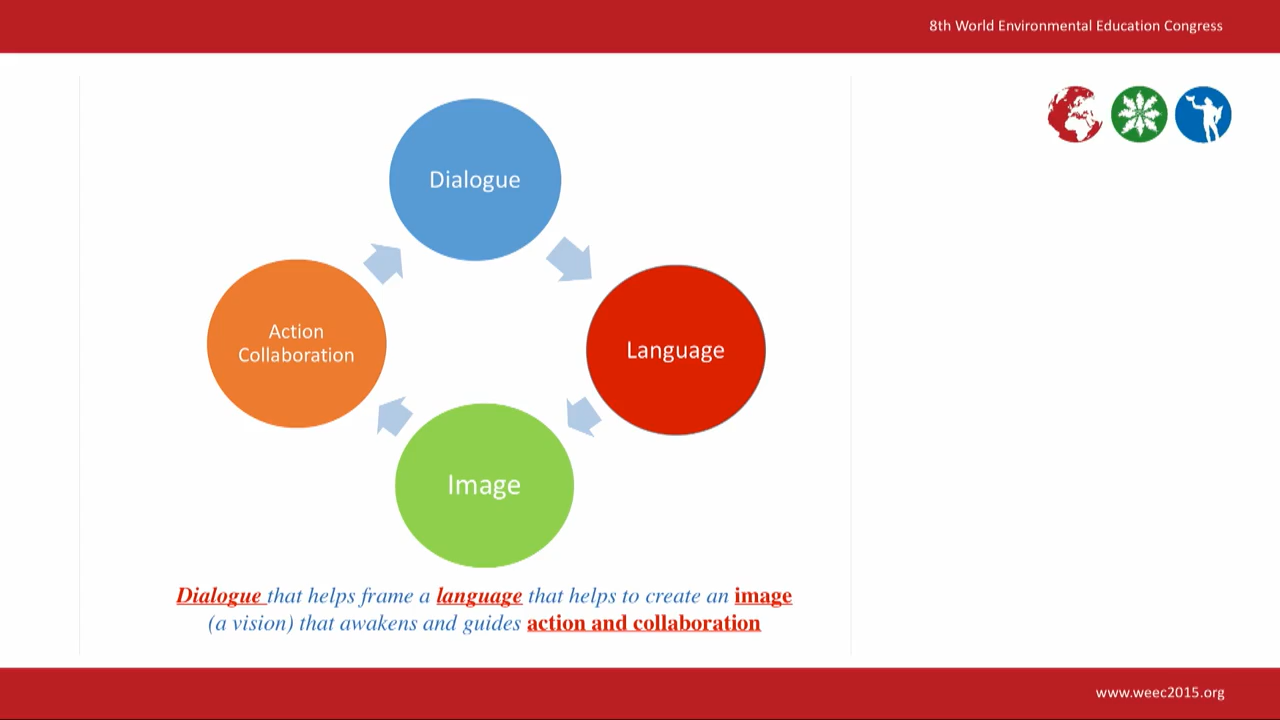 8th World Environmental Education Congress
Dialogue
Action
Collaboration
Language
Image
Dialogue that helps frame a language that helps to create an image
(a vision) that awakens and guides action and collaboration
www.weec2015.org